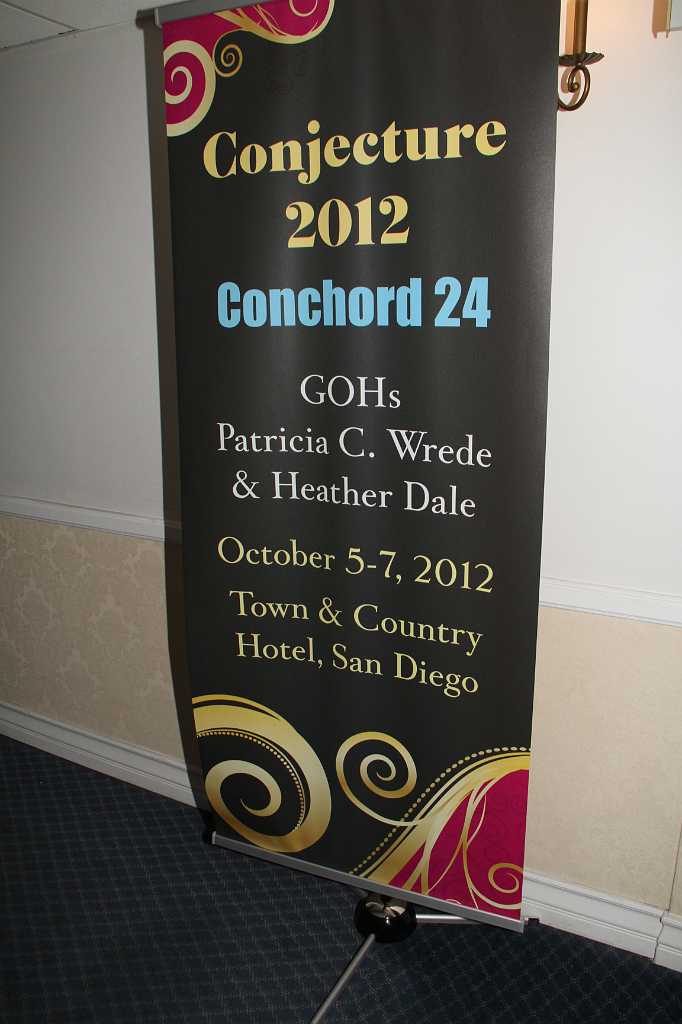 Conjecture
2012
Conchord 24
GOHs
Patricia C. Wrede
& Heather Dale
October 5-7, 2012
Town & Country
Hotel, San Diego